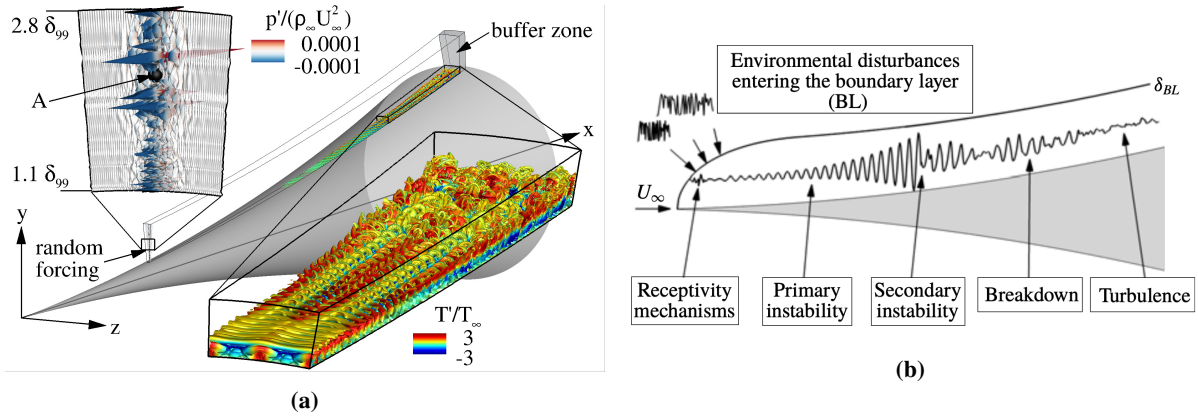 2.8 δ99
p'/(ρ∞U²∞)
0.0001
-0.0001
A
1.1 δ99
buffer zone
x
y
random
forcing
z
T'/T∞
3
-3
(a)
Environmental disturbances
entering the boundary layer
(BL)
δBL
U∞
Receptivity
mechanisms
Primary
instability
Secondary
instability
Breakdown
Turbulence
(b)